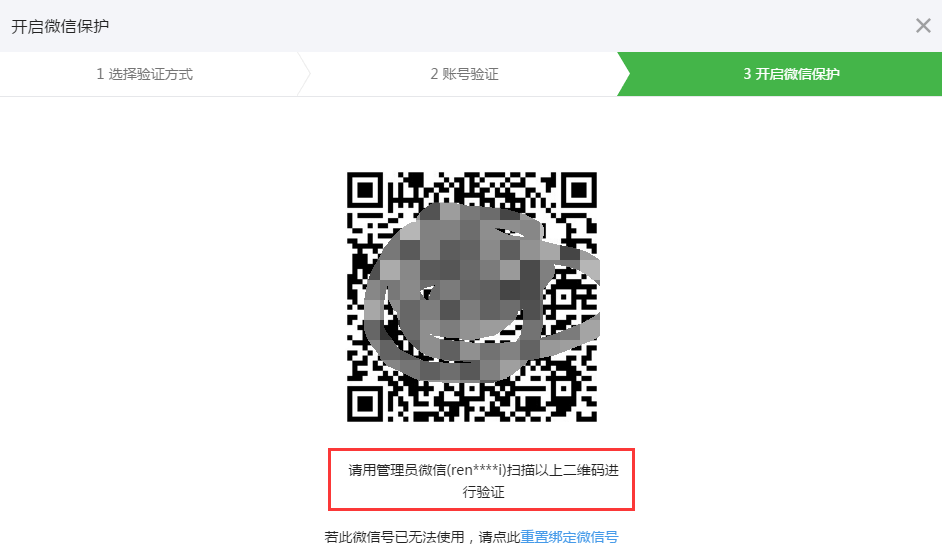 开启微信保护
1 选择验证方式
2 账号验证
3 开启微信保护
请用管理员微信(ren****i)扫描以上二维码进
行验证
若此微信号已无法使用，请点此重置绑定微信号